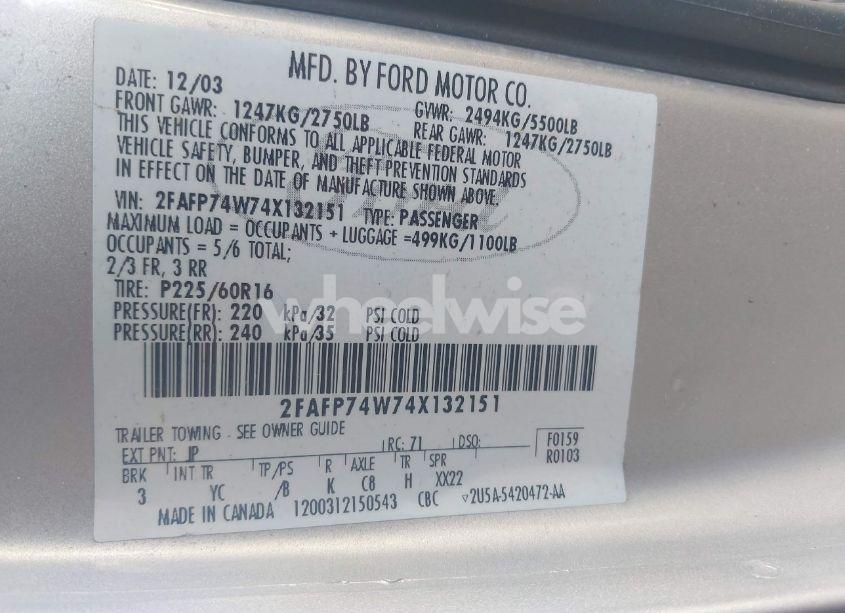 MFD. BY FORD MOTOR CO.
DATE: 12/03 GVWR: 2494KG/5500LB
FRONT GAWR: 1247KG/2750LB REAR GAWR: 1247KG/2750LB
THIS VEHICLE CONFORMS TO ALL APPLICABLE FEDERAL MOTOR
VEHICLE SAFETY, BUMPER, AND THEFT PREVENTION STANDARDS
IN EFFECT ON THE DATE OF MANUFACTURE SHOWN ABOVE.
VIN: 2FAFP74W74X132151 TYPE: PASSENGER
MAXIMUM LOAD = OCCUPANTS + LUGGAGE =499KG/1100LB
OCCUPANTS = 5/6 TOTAL;
2/3 FR, 3 RR
TIRE: P225/60R16
PRESSURE(FR): 220 kPa/32 PSI COLD
PRESSURE(RR): 240 kPa/35 PSI COLD
wheelwise
2FAFP74W74X132151
TRAILER TOWING - SEE OWNER GUIDE
EXT PNT: JP RC: 71 DSO: F0159
R0103
BRK INT TR TP/PS R AXLE TR SPR
3 YC /B K C8 H XX22
MADE IN CANADA 1200312150543 CBC ▽2U5A-5420472-AA